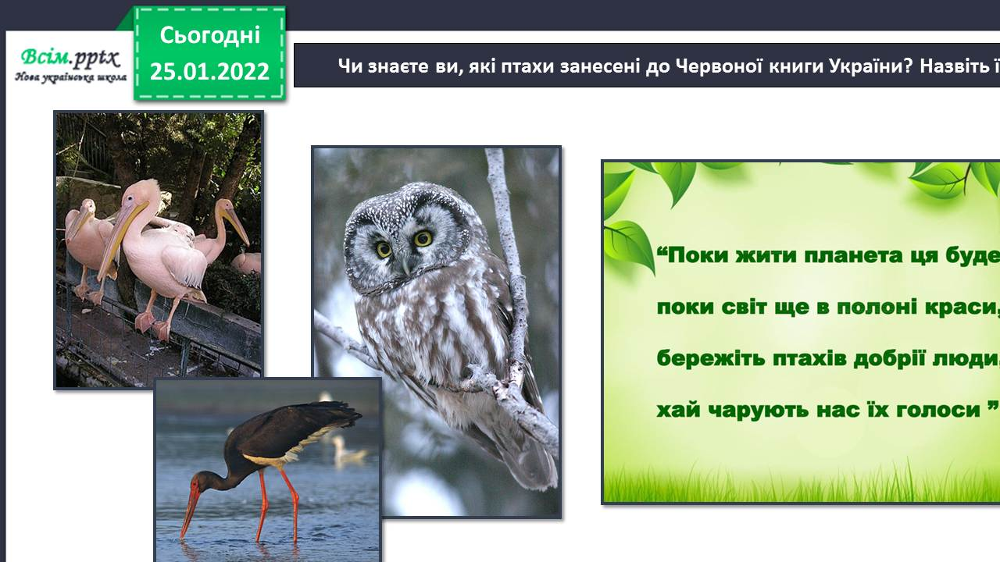 Всім.pptx
Нова українська школа
Сьогодні
25.01.2022
Чи знаєте ви, які птахи занесені до Червоної книги України? Назвіть ї
“Поки жити планета ця буде
поки світ ще в полоні краси,
бережіть птахів добрії люди,
хай чарують нас їх голоси ”